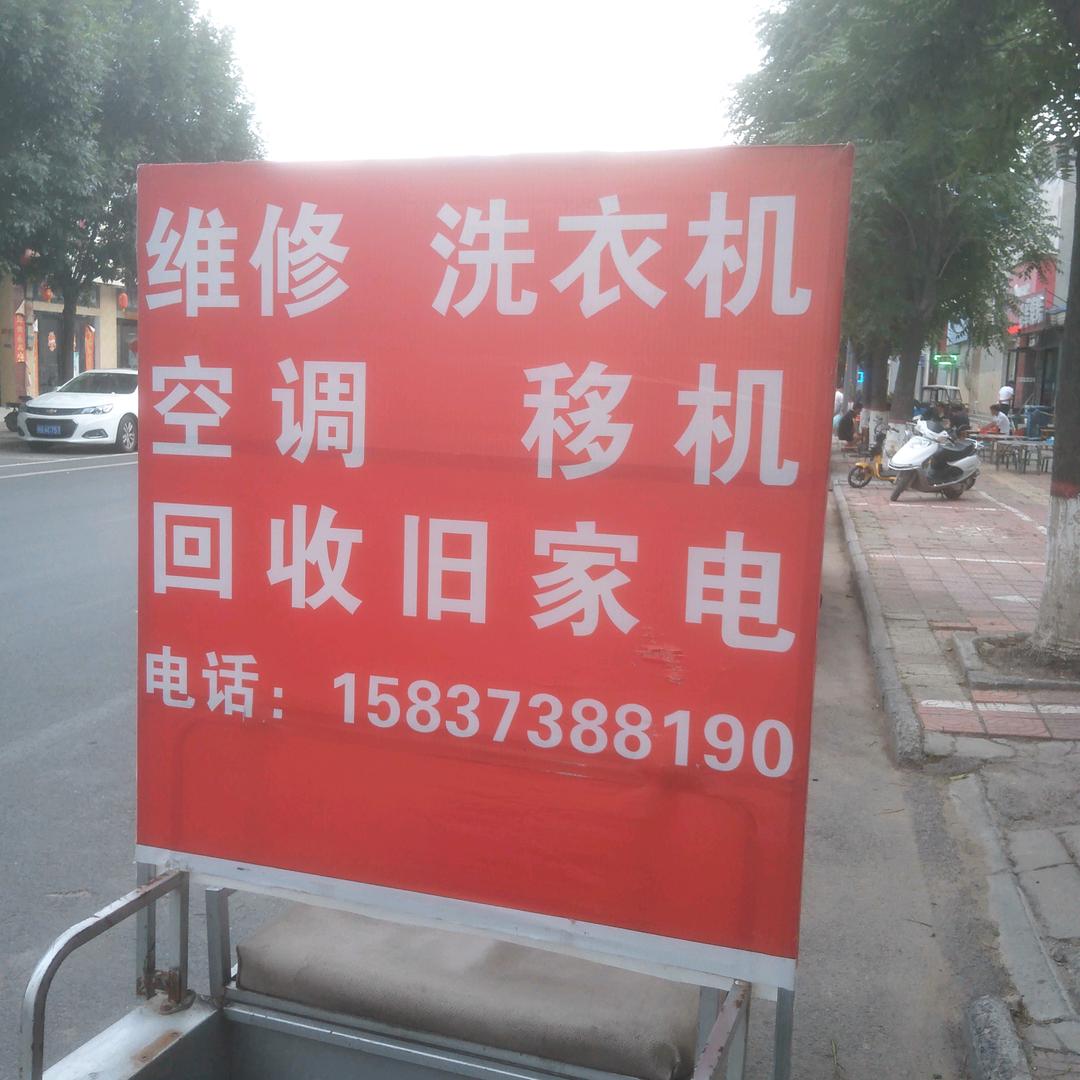 维修 洗衣机
空调 移机
回收旧家电
电话：15837388190